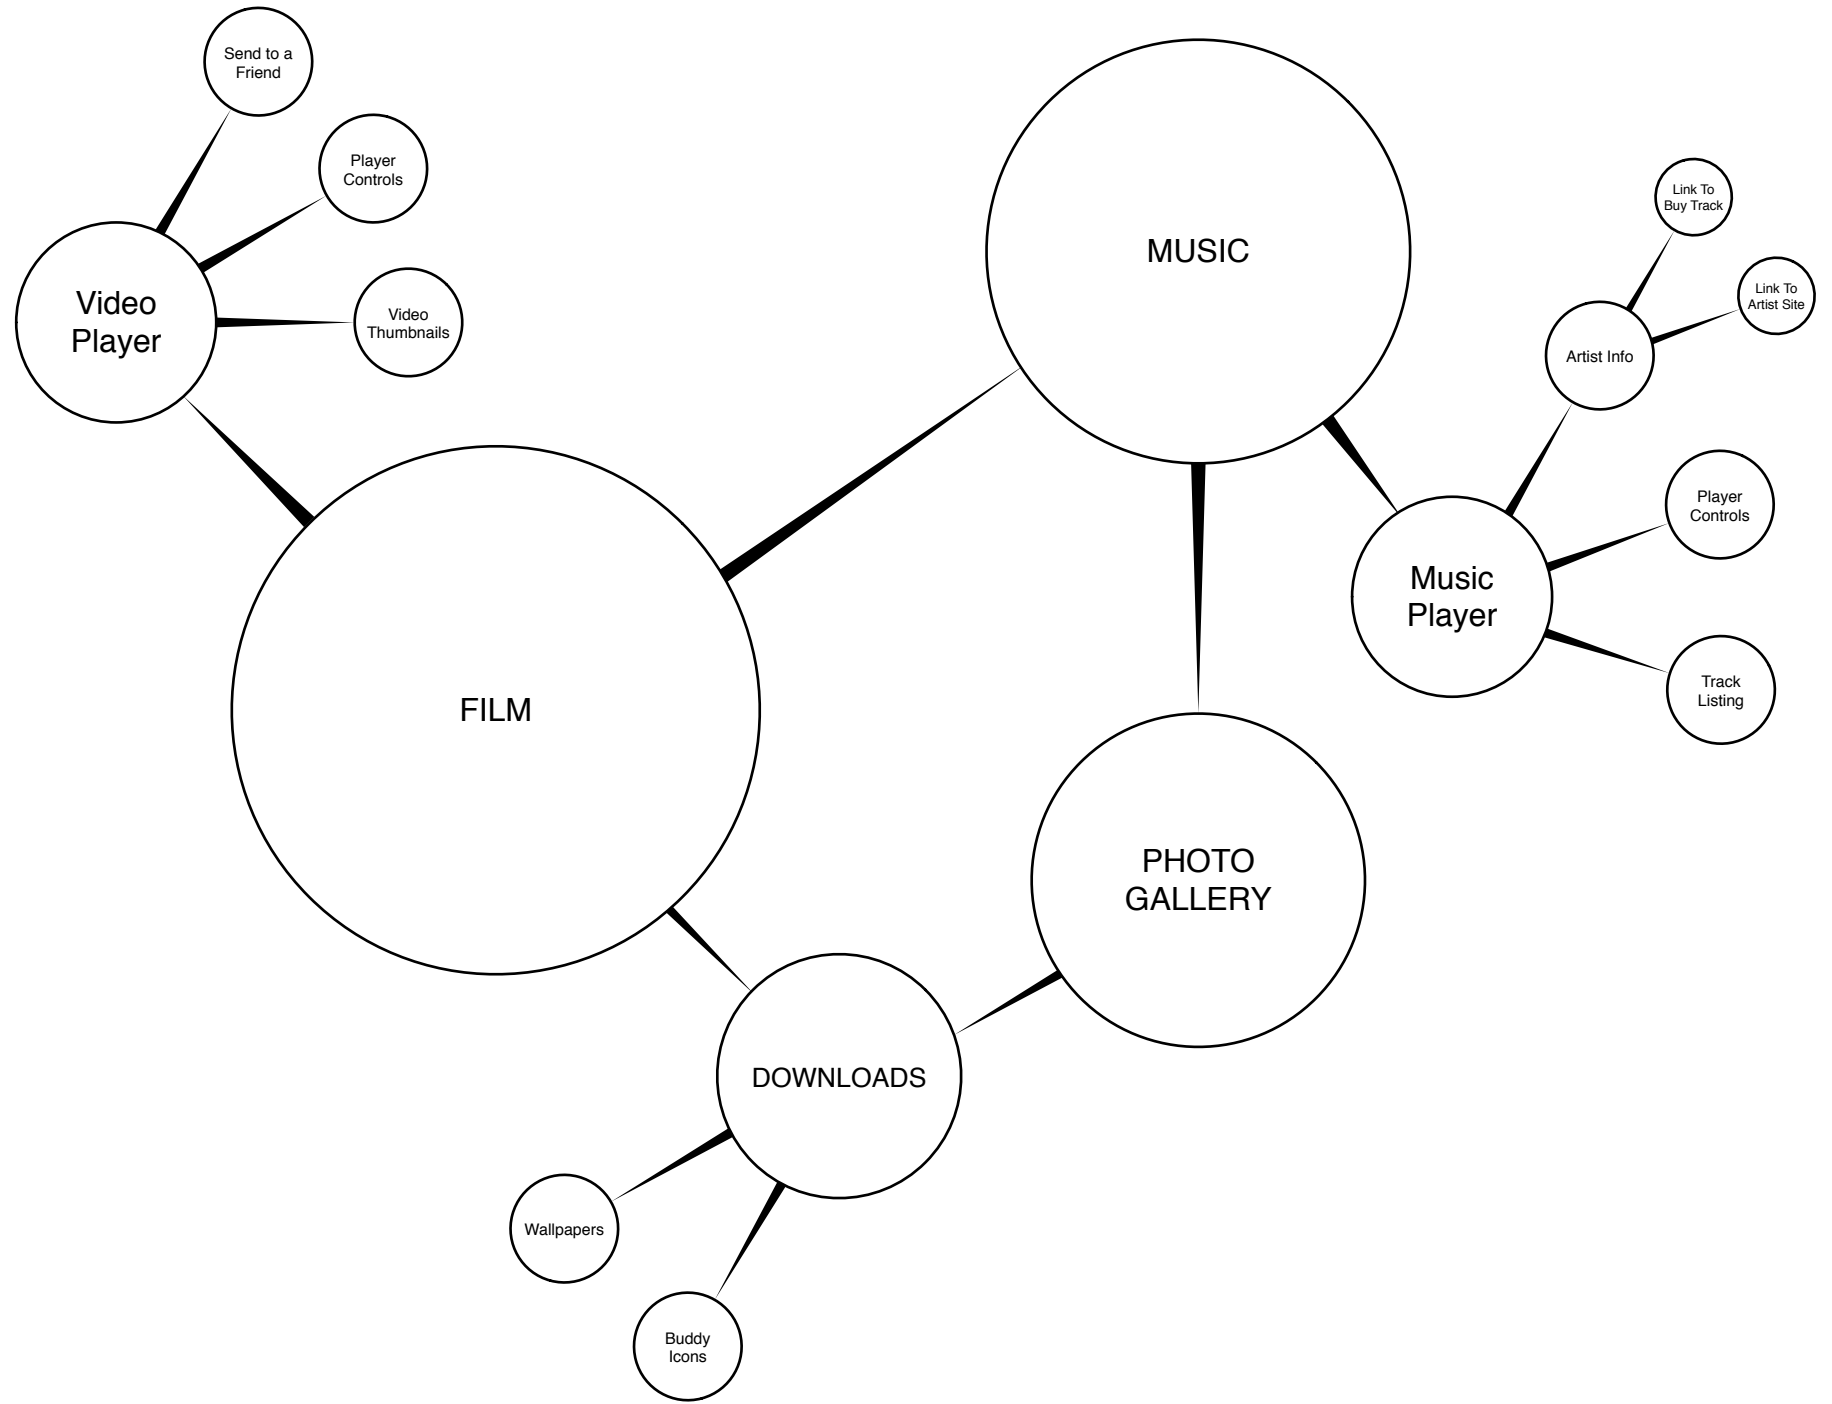 Send to a
Friend
Player
Controls
Video
Player
Video
Thumbnails
MUSIC
Link To
Buy Track
Link To
Artist Site
Artist Info
Player
Controls
Music
Player
Track
Listing
FILM
PHOTO
GALLERY
DOWNLOADS
Wallpapers
Buddy
Icons